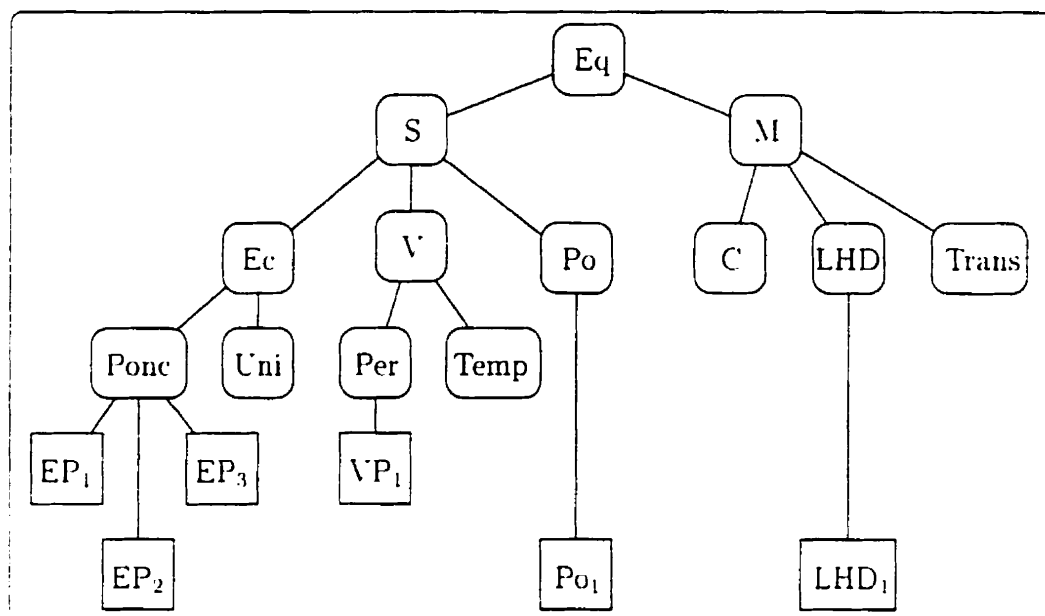 Eq
S M
Ec V Po C LHD Trans
Ponc Uni Per Temp
EP₁ EP₃ VP₁
EP₂ Po₁ LHD₁